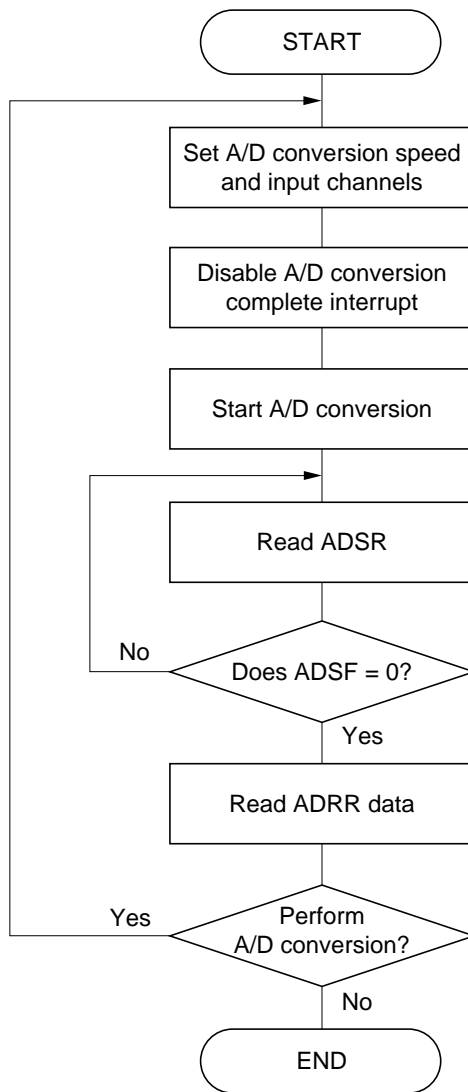 START
Set A/D conversion speed
and input channels
Disable A/D conversion
complete interrupt
Start A/D conversion
Read ADSR
No
Does ADSF = 0?
Yes
Read ADRR data
Yes
Perform
A/D conversion?
No
END